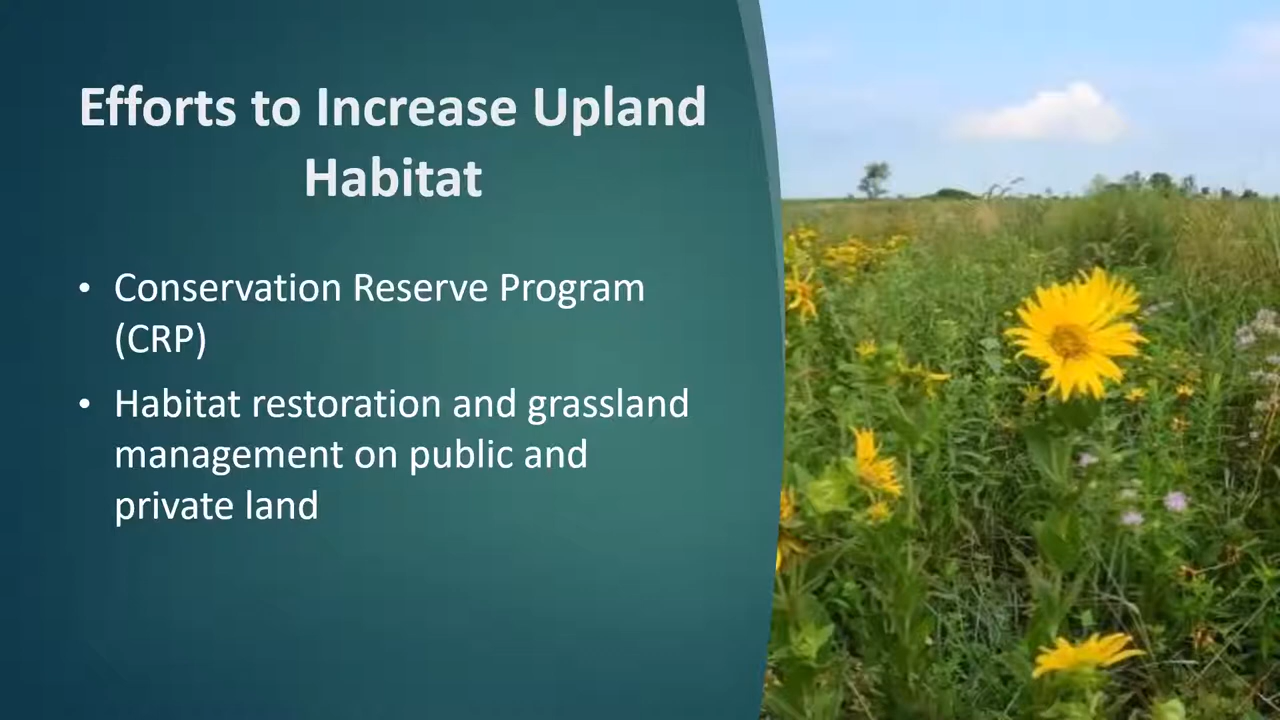 Efforts to Increase Upland
Habitat
• Conservation Reserve Program
(CRP)
• Habitat restoration and grassland
management on public and
private land